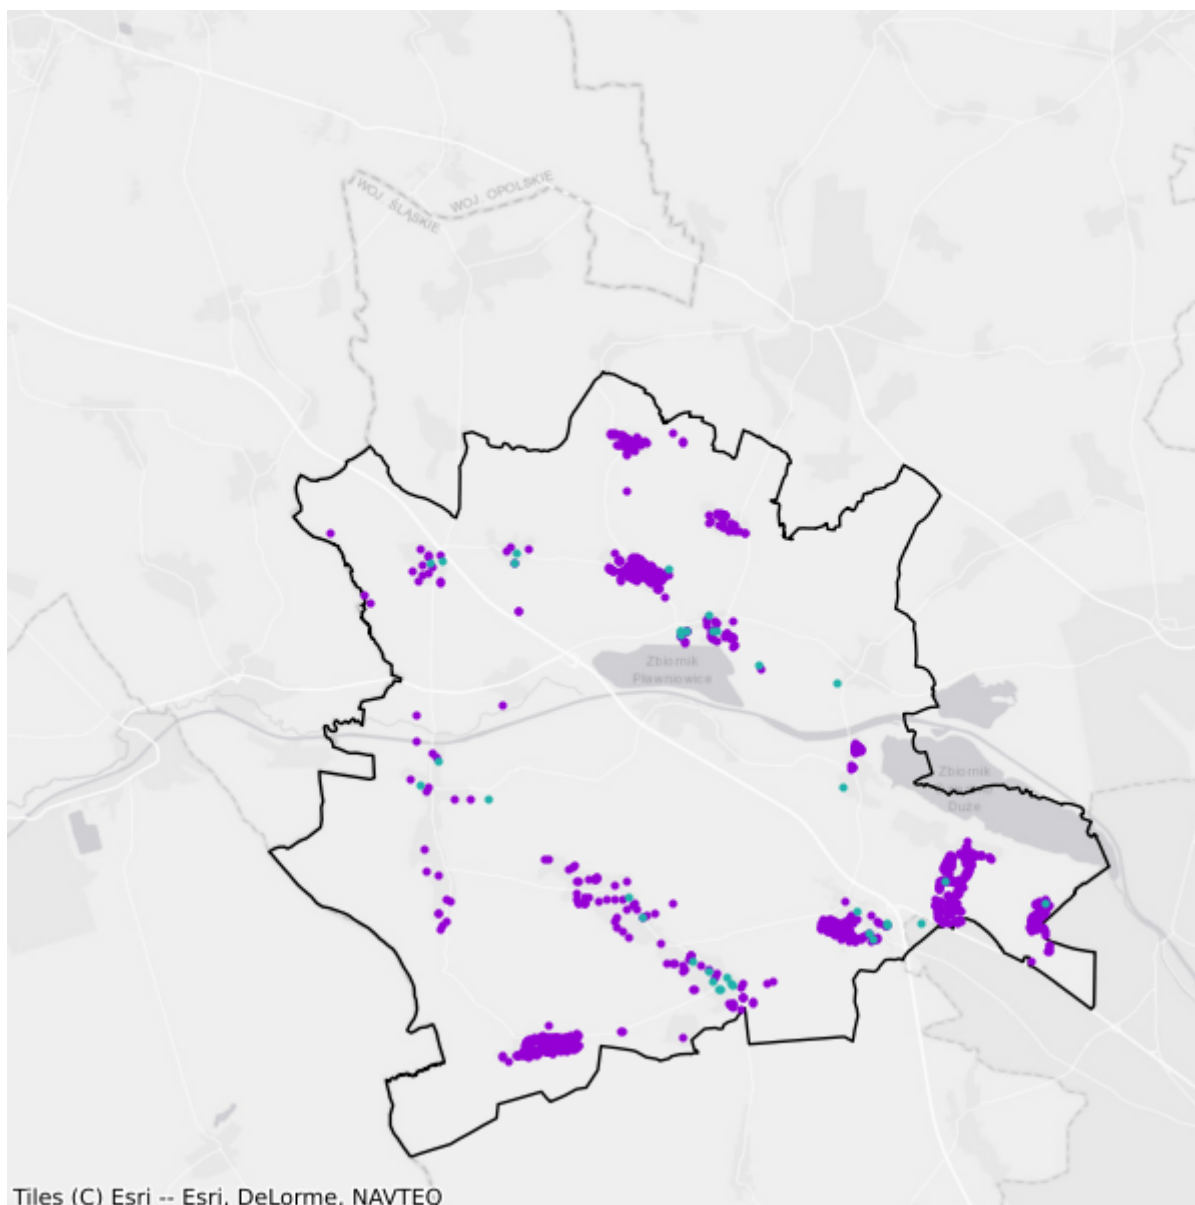 WOJ. ŚLĄSKIE
WOJ. OPOLSKIE
Zbiornik
Pławniowice
Zbiornik
Duże
Tiles (C) Esri -- Esri, DeLorme, NAVTEQ